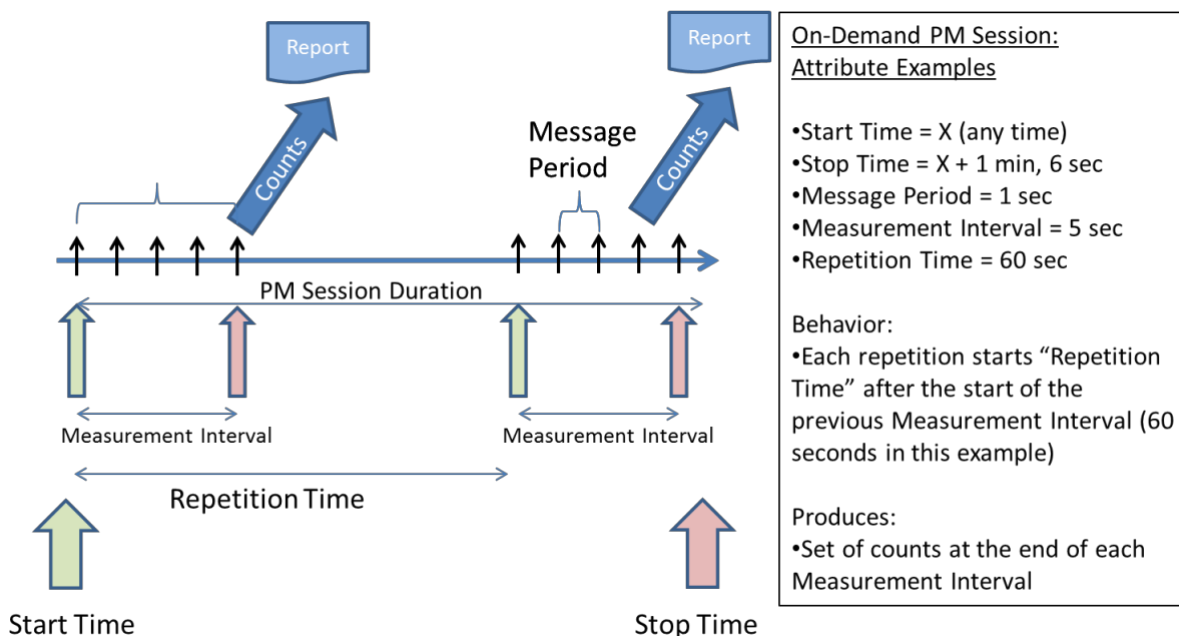 Report
Report
Counts
Counts
Message
Period
PM Session Duration
Measurement Interval
Measurement Interval
Repetition Time
Start Time
Stop Time
On-Demand PM Session:
Attribute Examples
•Start Time = X (any time)
•Stop Time = X + 1 min, 6 sec
•Message Period = 1 sec
•Measurement Interval = 5 sec
•Repetition Time = 60 sec
Behavior:
•Each repetition starts “Repetition
Time” after the start of the
previous Measurement Interval (60
seconds in this example)
Produces:
•Set of counts at the end of each
Measurement Interval